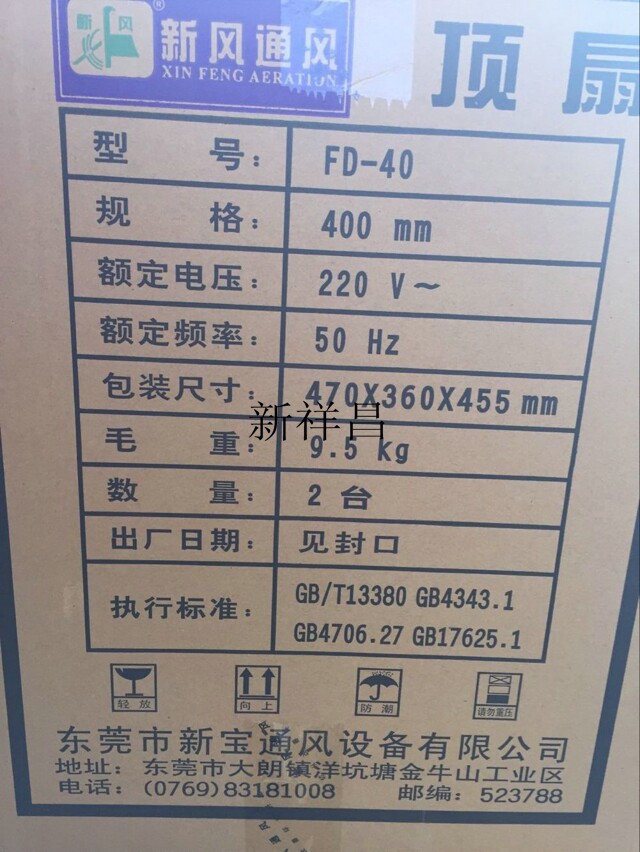 新风
®
新风通风
XIN FENG AERATION
顶扇
型号： FD-40
规格： 400 mm
额定电压： 220 V～
额定频率： 50 Hz
包装尺寸： 470X360X455 mm
新祥昌
毛重： 9.5 kg
数量： 2 台
出厂日期： 见封口
执行标准： GB/T13380 GB4343.1
GB4706.27 GB17625.1
轻放 向上 防潮 请勿重压
东莞市新宝通风设备有限公司
地址：东莞市大朗镇洋坑塘金牛山工业区
电话：(0769)83181008 邮编：523788